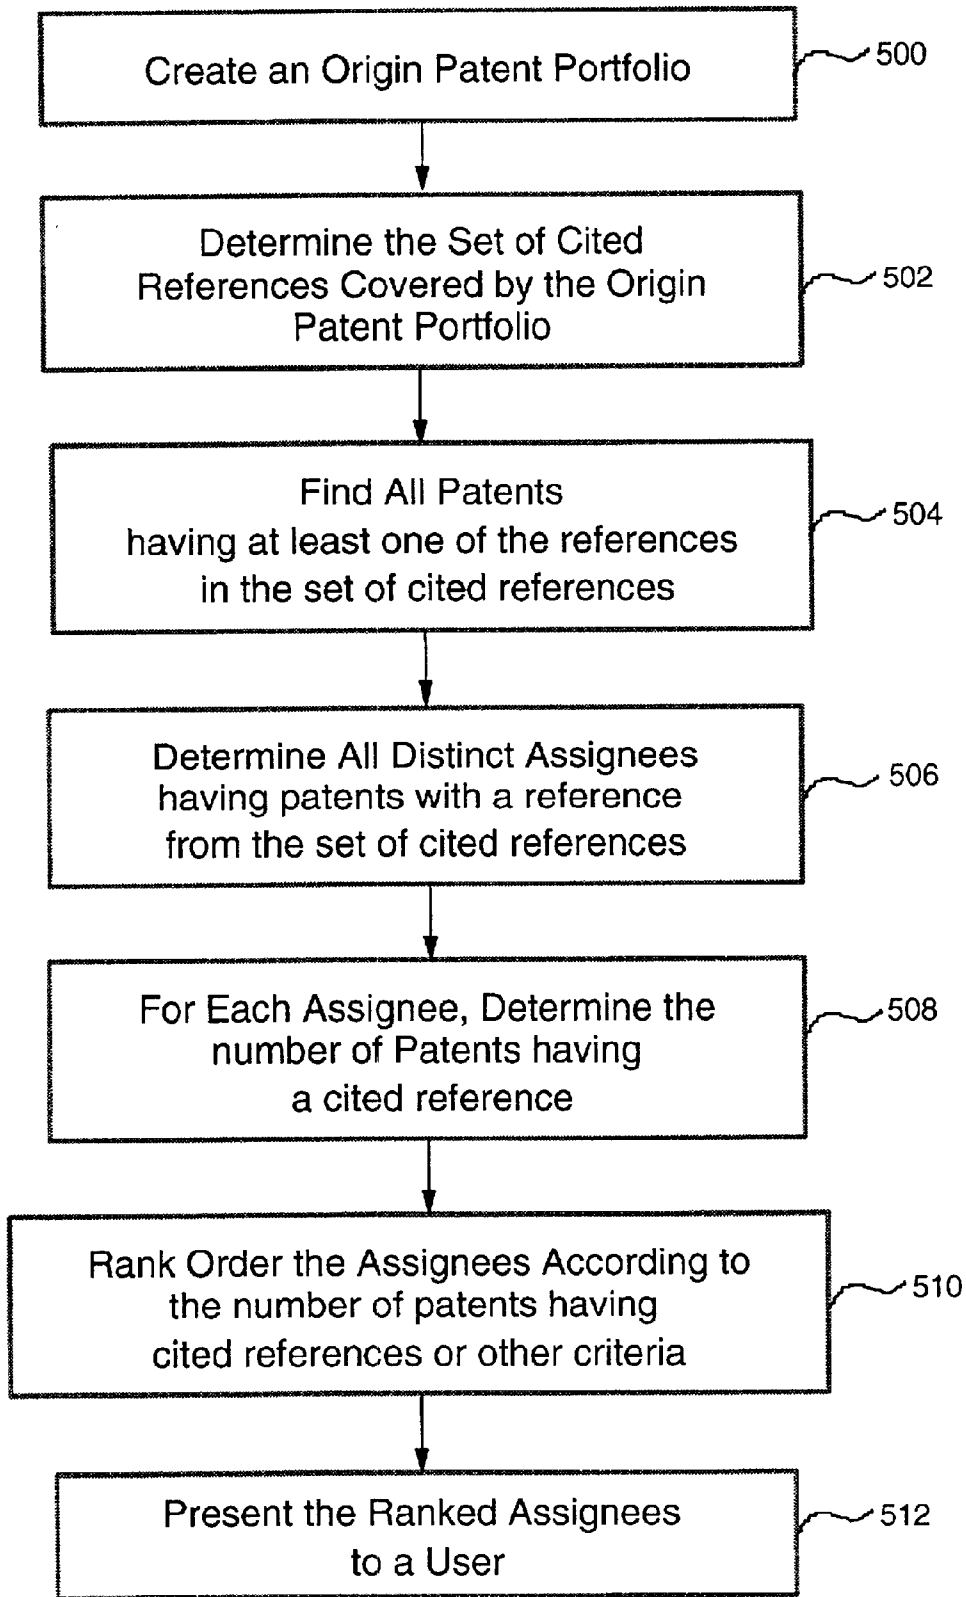 Create an Origin Patent Portfolio
500
Determine the Set of Cited
References Covered by the Origin
Patent Portfolio
502
Find All Patents
having at least one of the references
in the set of cited references
504
Determine All Distinct Assignees
having patents with a reference
from the set of cited references
506
For Each Assignee, Determine the
number of Patents having
a cited reference
508
Rank Order the Assignees According to
the number of patents having
cited references or other criteria
510
Present the Ranked Assignees
to a User
512